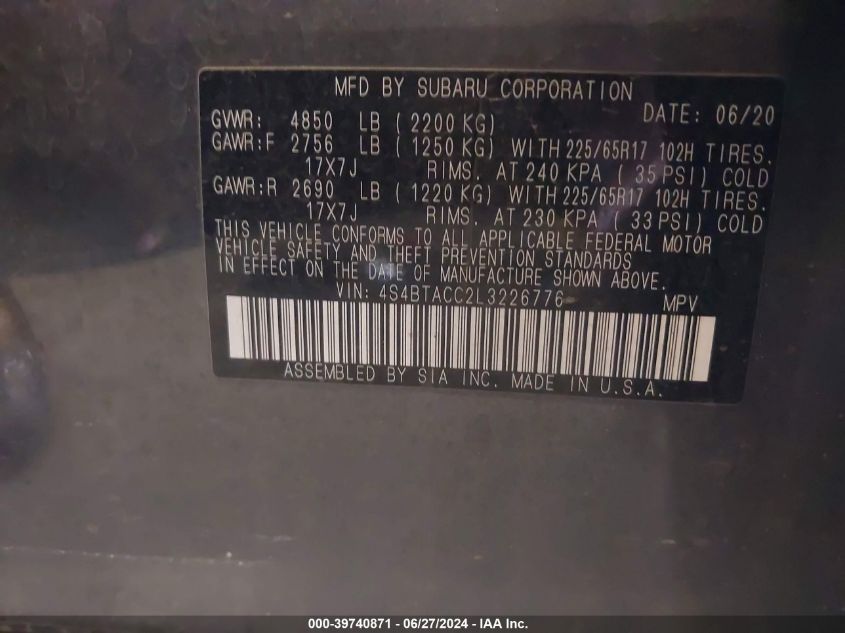 MFD BY SUBARU CORPORATION
DATE: 06/20
GVWR: 4850 LB ( 2200 KG)
GAWR:F 2756 LB ( 1250 KG) WITH 225/65R17 102H TIRES.
17X7J RIMS. AT 240 KPA ( 35 PSI) COLD
GAWR:R 2690 LB ( 1220 KG) WITH 225/65R17 102H TIRES.
17X7J RIMS. AT 230 KPA ( 33 PSI) COLD
THIS VEHICLE CONFORMS TO ALL APPLICABLE FEDERAL MOTOR
VEHICLE SAFETY AND THEFT PREVENTION STANDARDS
IN EFFECT ON THE DATE OF MANUFACTURE SHOWN ABOVE.
VIN: 4S4BTACC2L3226776 MPV
ASSEMBLED BY SIA INC. MADE IN U.S.A.
000-39740871 - 06/27/2024 - IAA Inc.